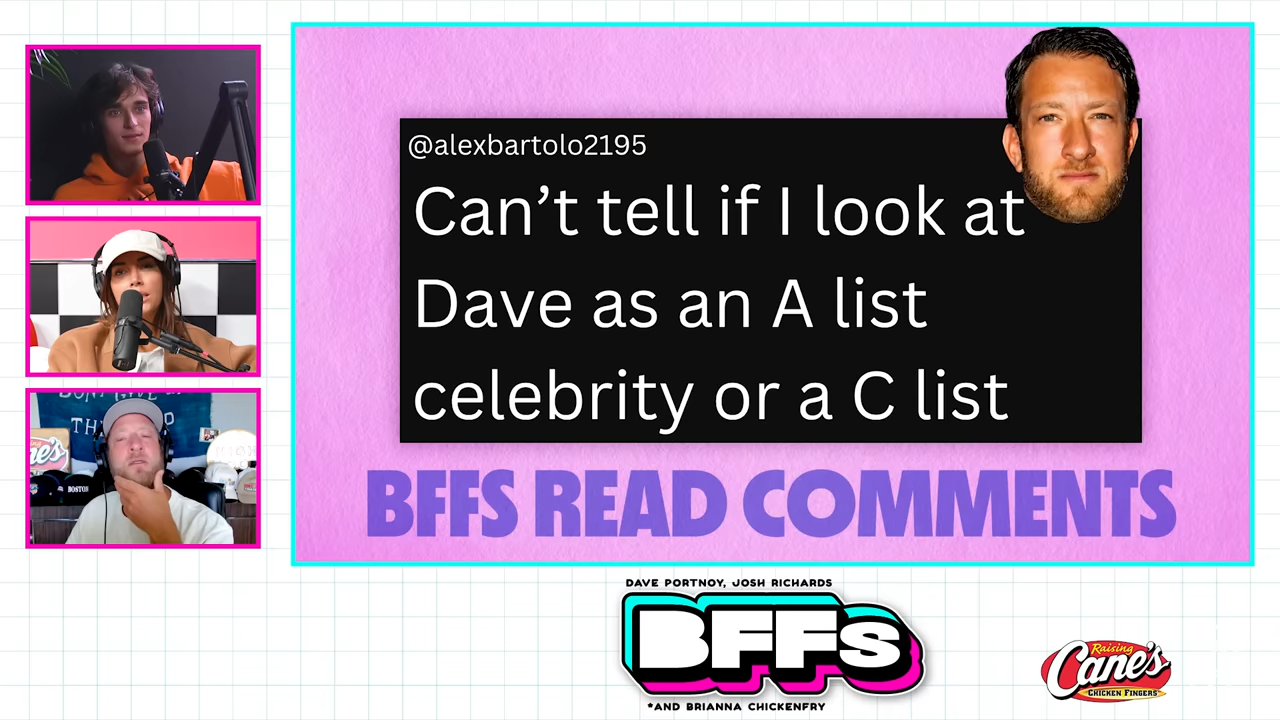 @alexbartolo2195
Can’t tell if I look at
Dave as an A list
celebrity or a C list
BFFS READ COMMENTS
BOSTON
DAVE PORTNOY, JOSH RICHARDS
BFFs
*AND BRIANNA CHICKENFRY
Raising
Cane's
CHICKEN FINGERS